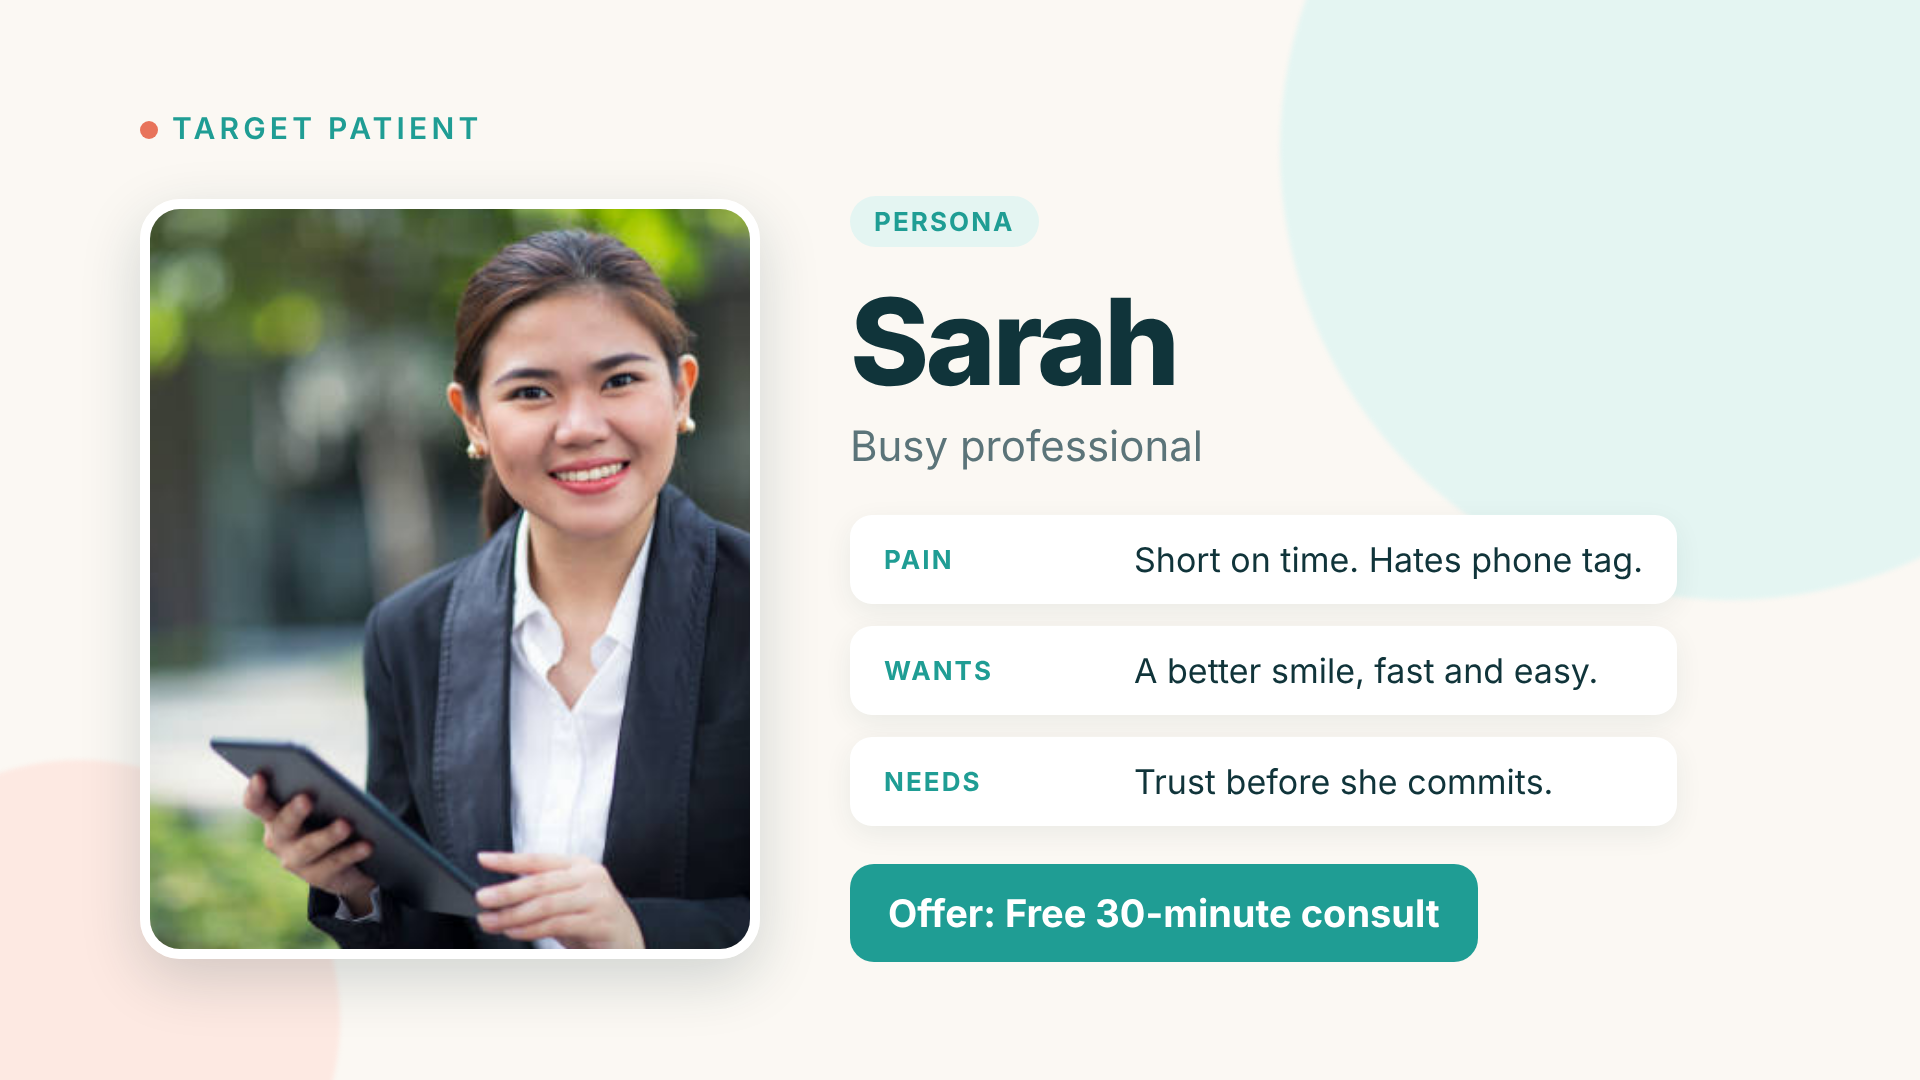 TARGET PATIENT
PERSONA
Sarah
Busy professional
PAIN Short on time. Hates phone tag.
WANTS A better smile, fast and easy.
NEEDS Trust before she commits.
Offer: Free 30-minute consult